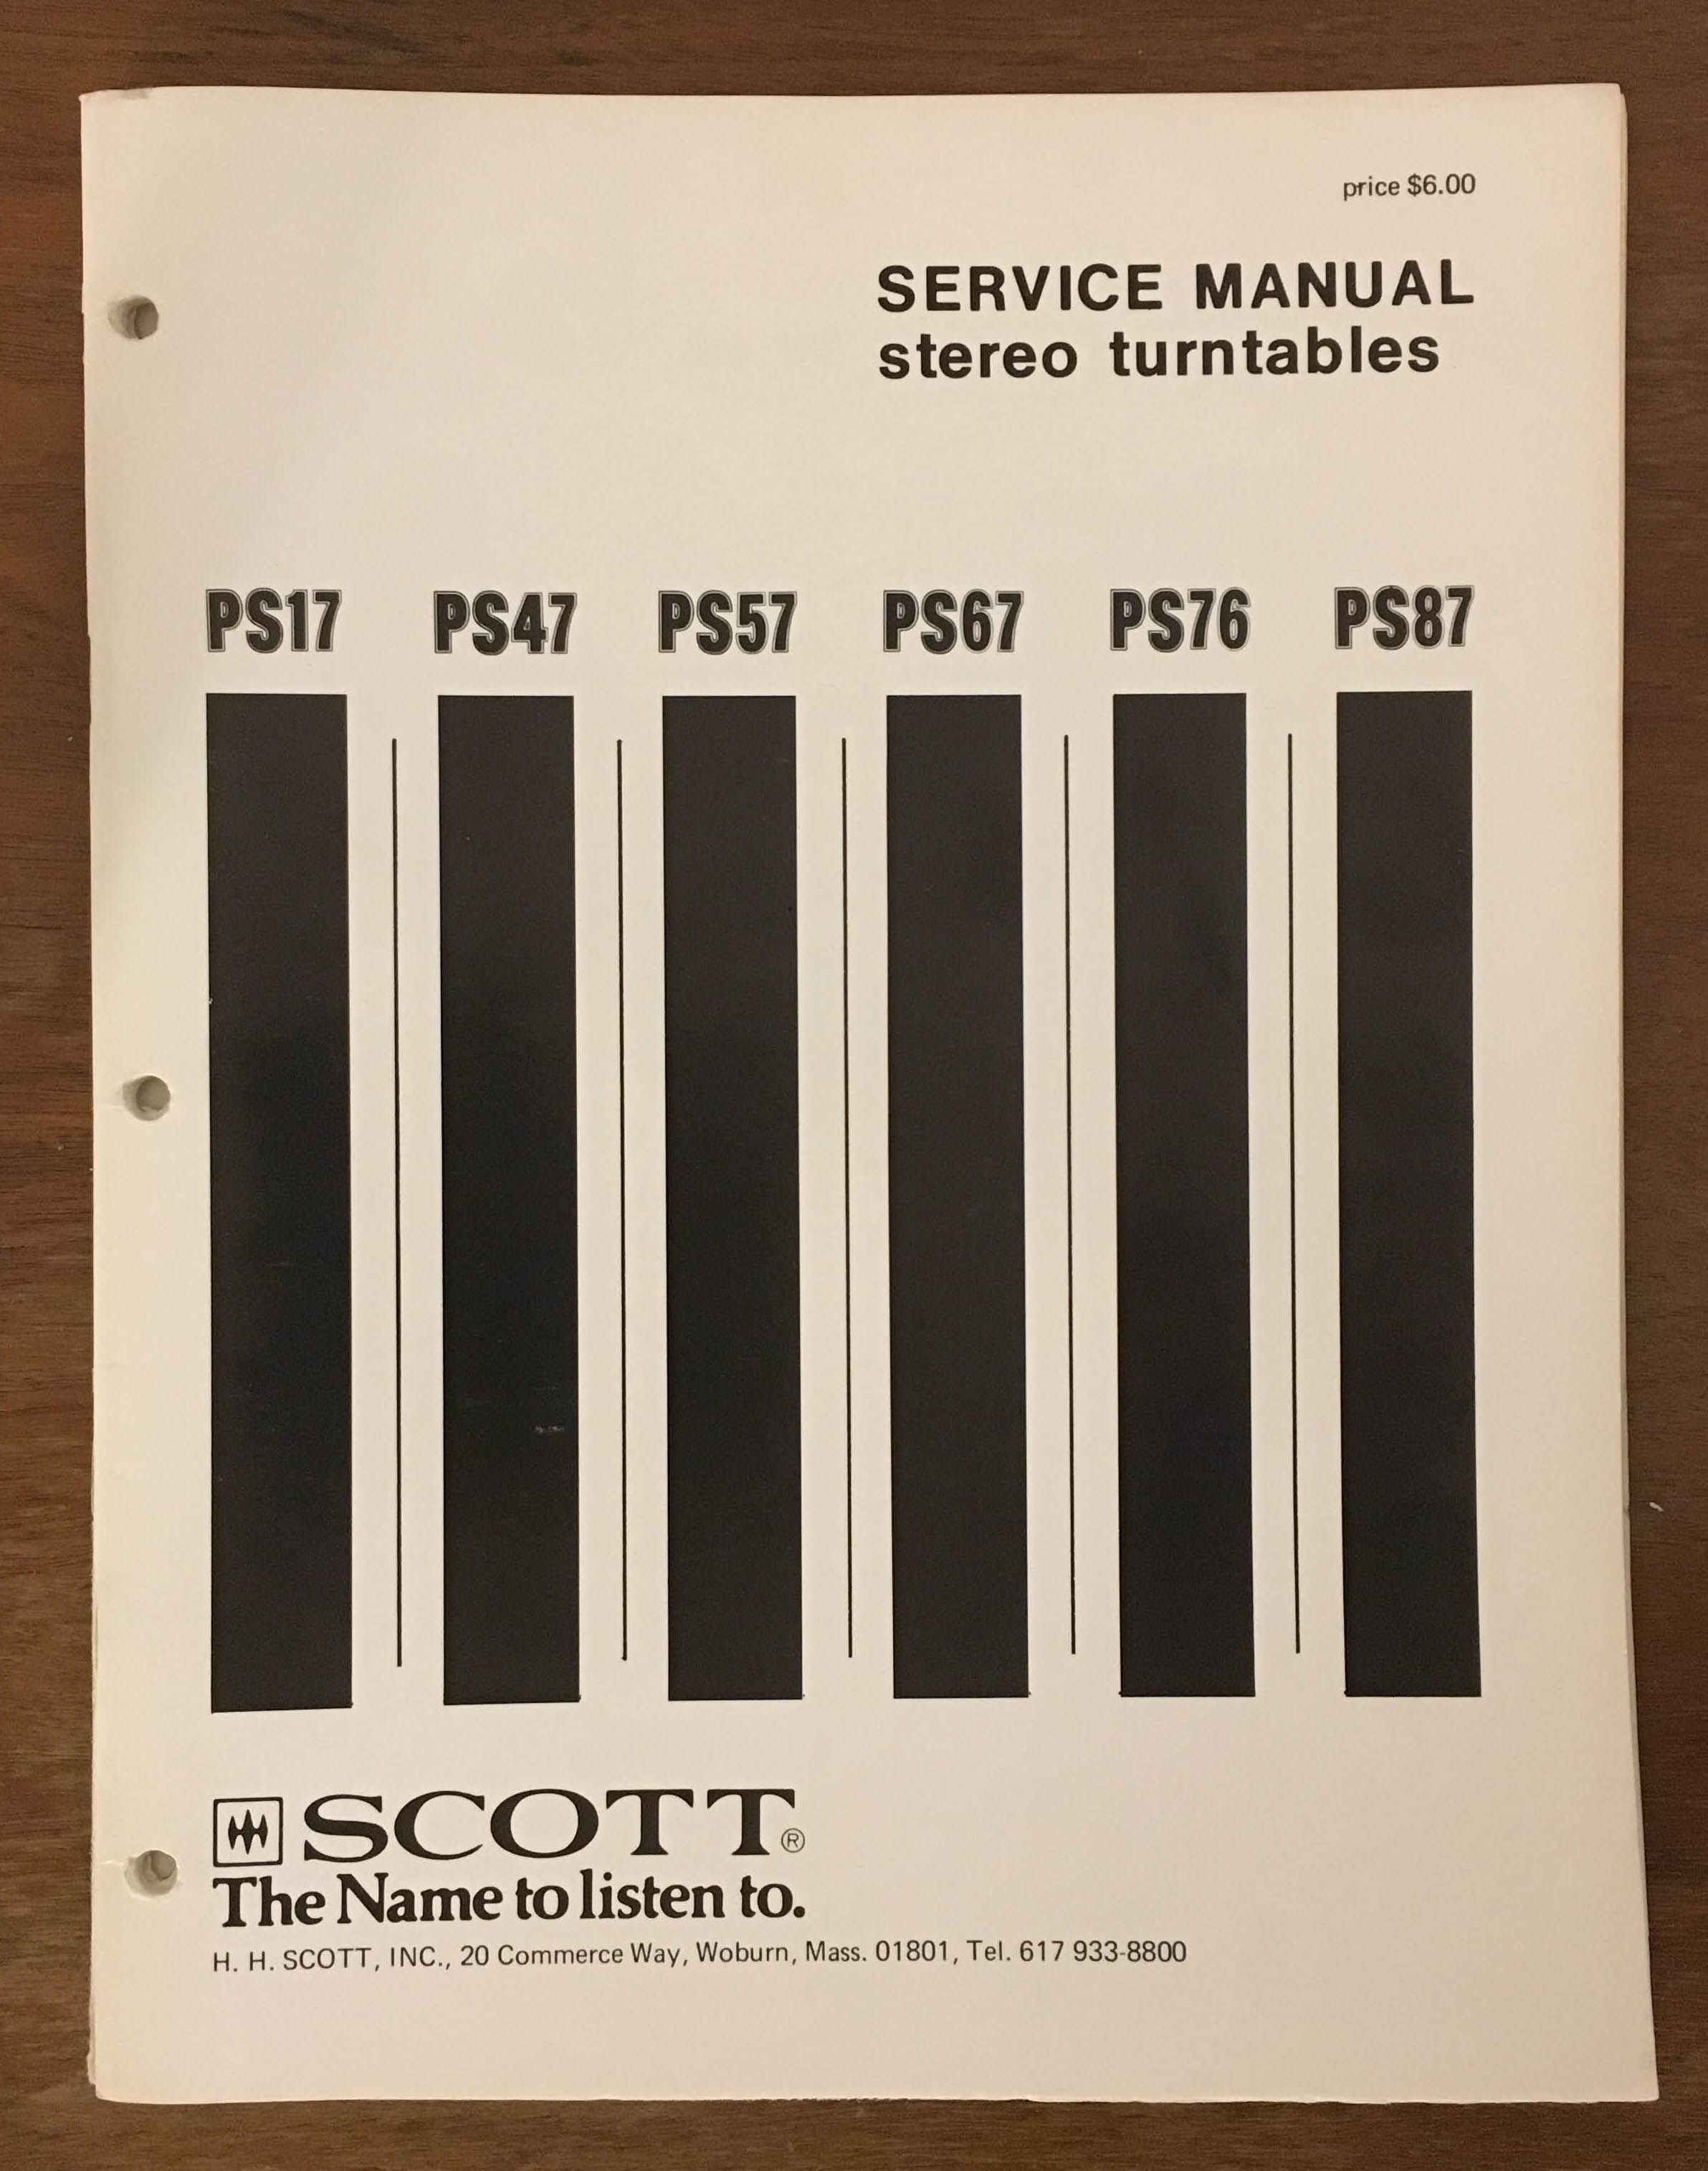 price $6.00
SERVICE MANUAL
stereo turntables
PS17 PS47 PS57 PS67 PS76 PS87
SCOTT®
The Name to listen to.
H. H. SCOTT, INC., 20 Commerce Way, Woburn, Mass. 01801, Tel. 617 933-8800